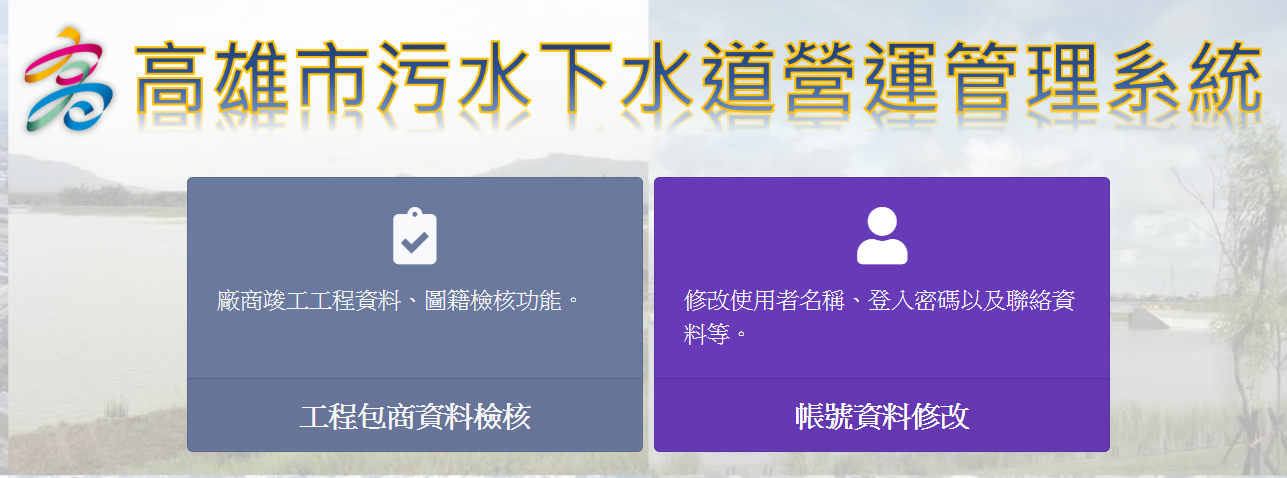 高雄市污水下水道營運管理系統
廠商竣工工程資料、圖籍檢核功能。
工程包商資料檢核
修改使用者名稱、登入密碼以及聯絡資
料等。
帳號資料修改